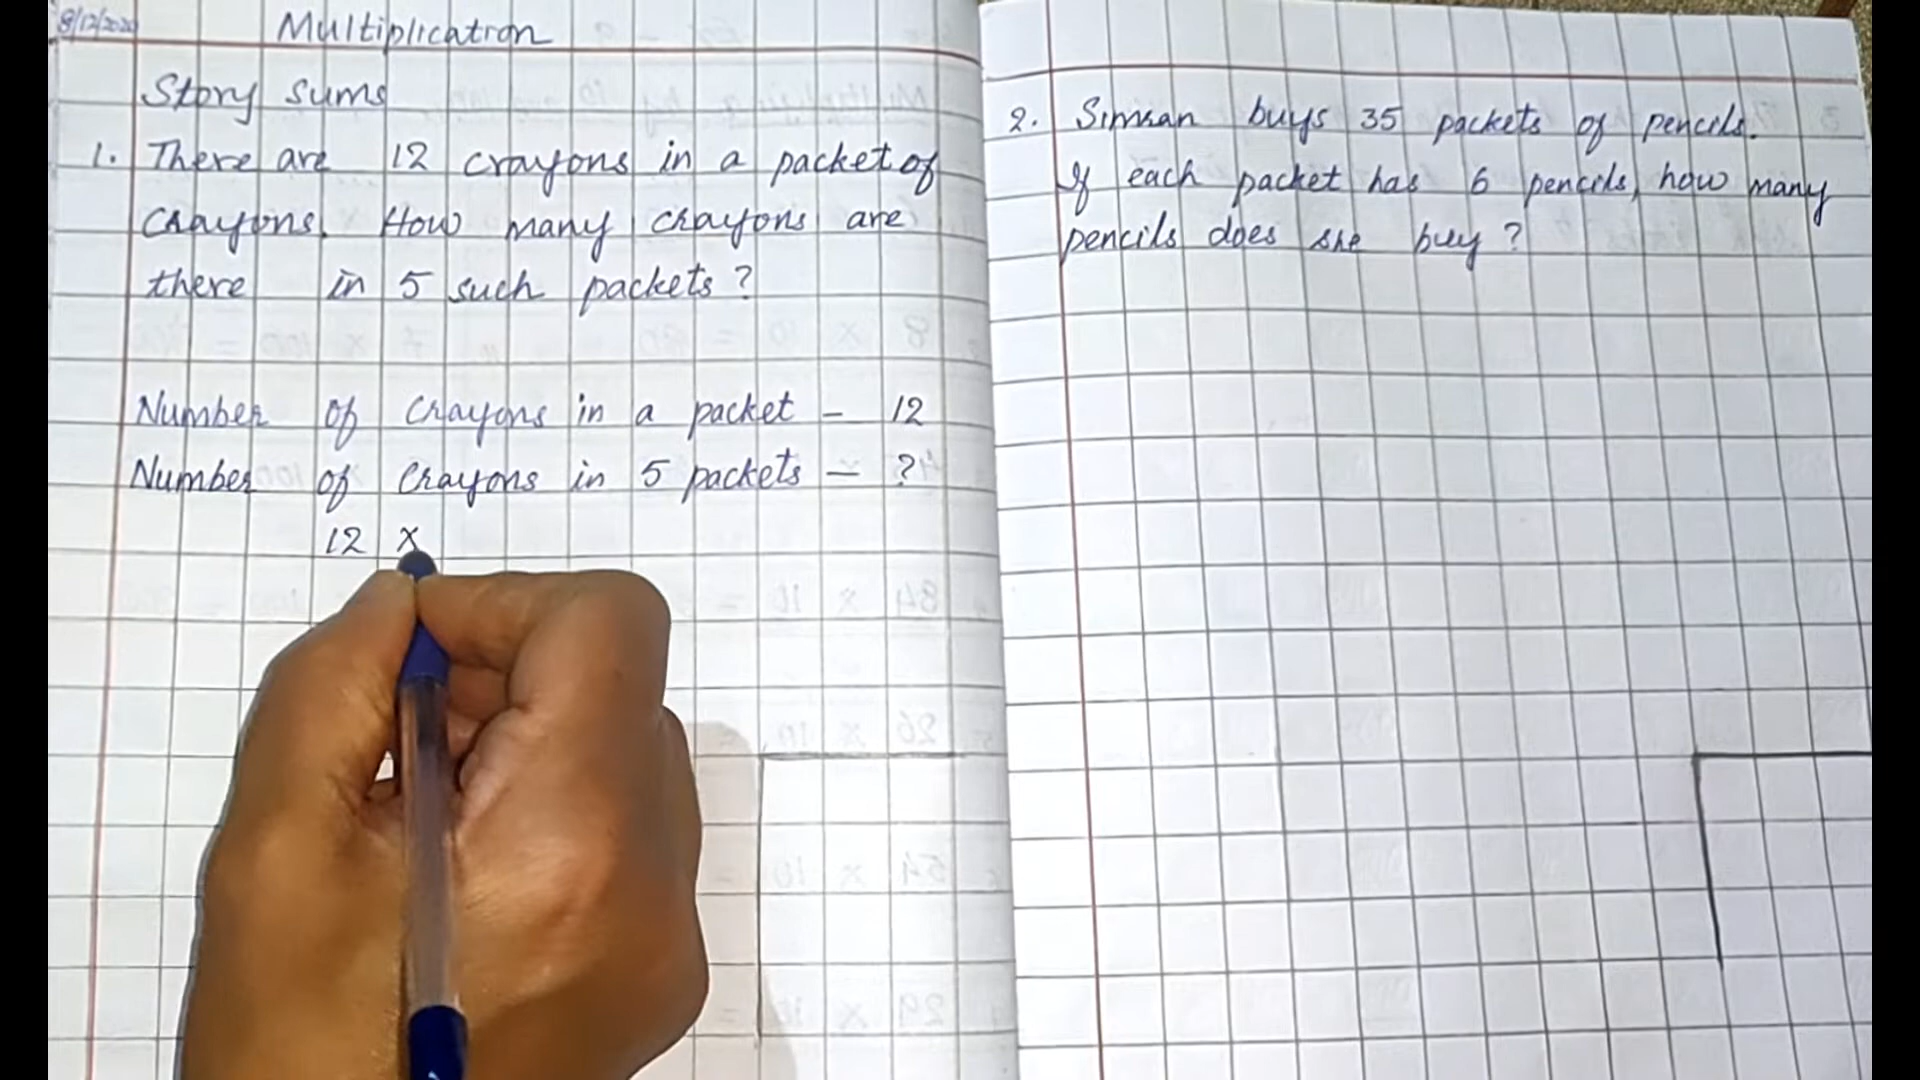 8/12/2020
Multiplication
Story sums
1. There are 12 crayons in a packet of
crayons. How many crayons are
there in 5 such packets?
Number of crayons in a packet - 12
Number of crayons in 5 packets - ?
12 x
2. Simran buys 35 packets of pencils.
If each packet has 6 pencils, how many
pencils does she buy?